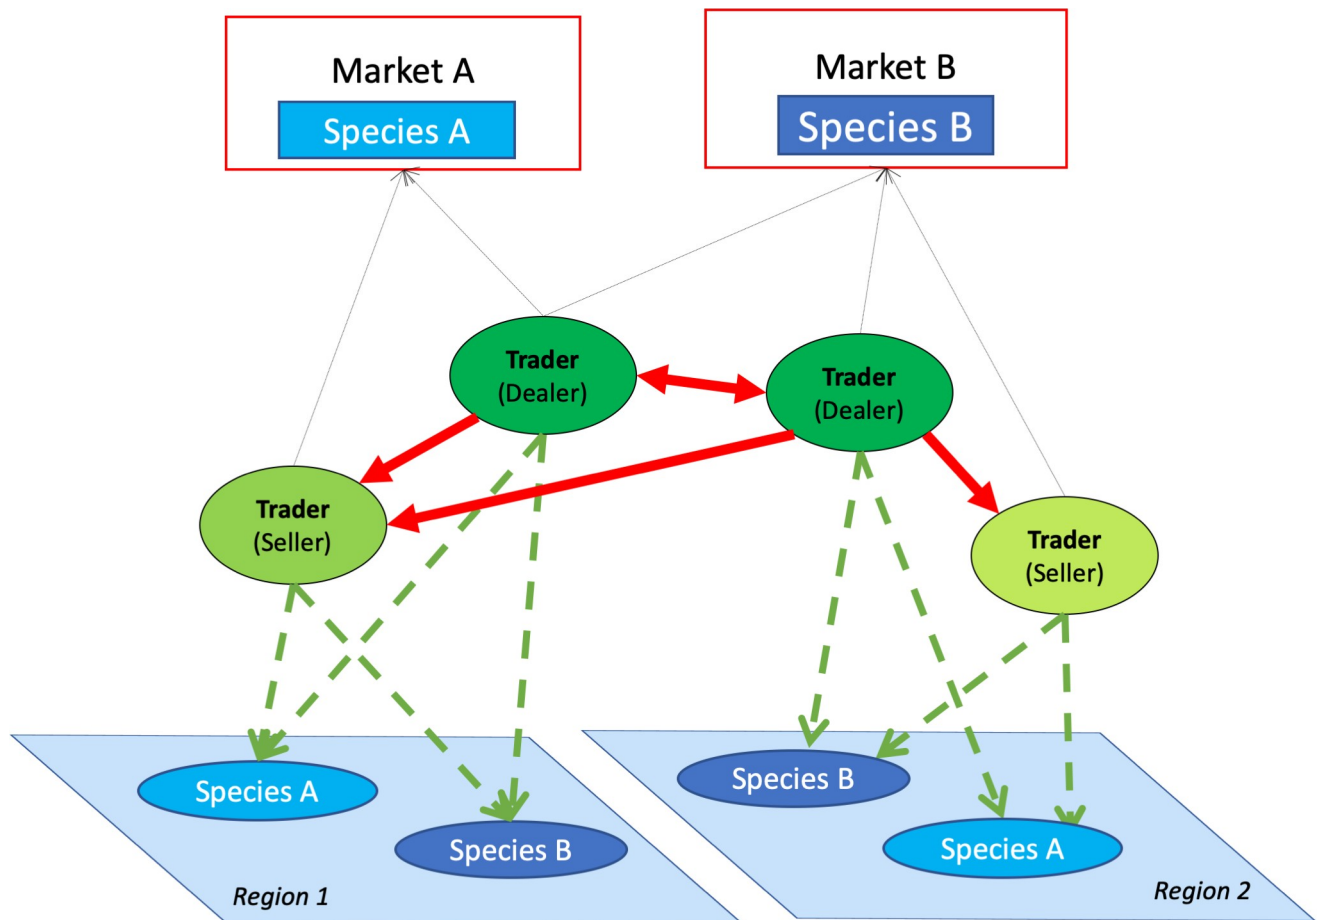 Market A
Species A
Market B
Species B
Trader
(Dealer)
Trader
(Dealer)
Trader
(Seller)
Trader
(Seller)
Species A
Species B
Region 1
Species B
Species A
Region 2